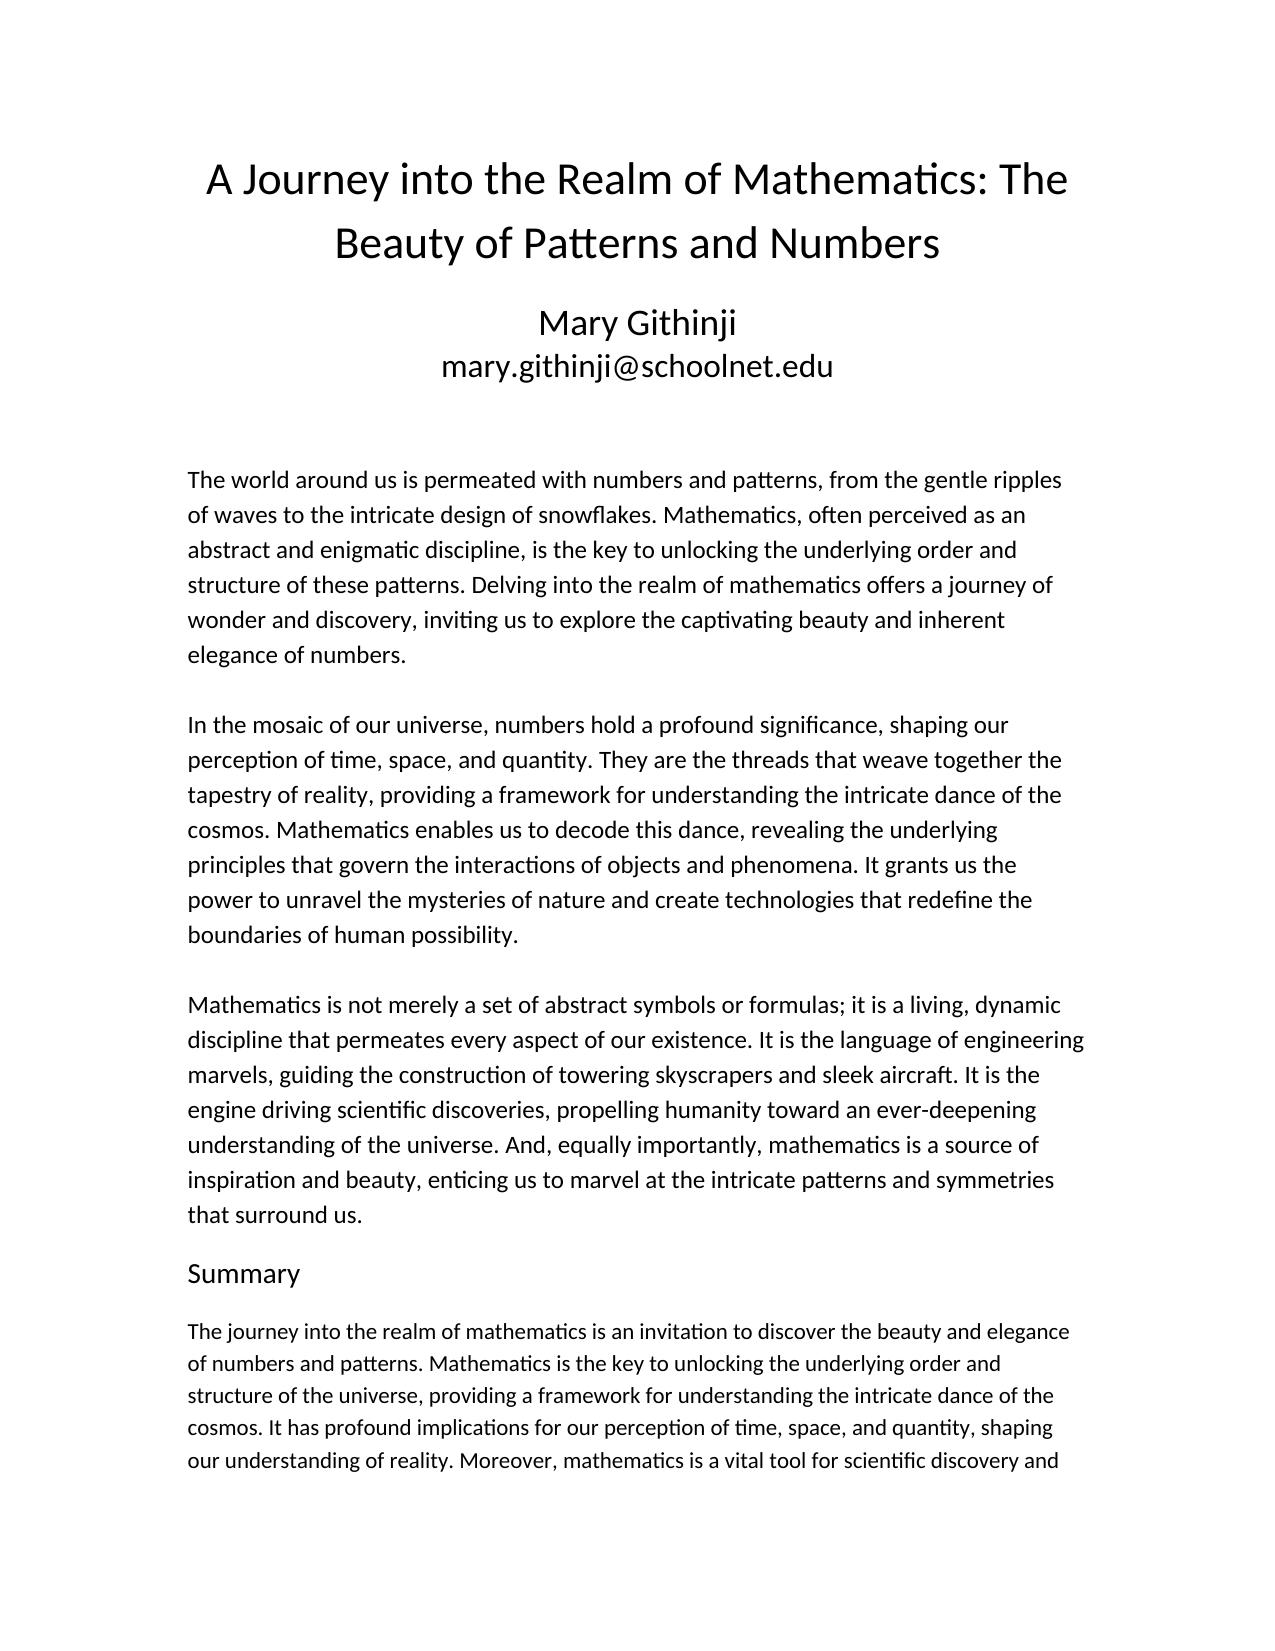 A Journey into the Realm of Mathematics: The
Beauty of Patterns and Numbers
Mary Githinji
mary.githinji@schoolnet.edu
The world around us is permeated with numbers and patterns, from the gentle ripples
of waves to the intricate design of snowflakes. Mathematics, often perceived as an
abstract and enigmatic discipline, is the key to unlocking the underlying order and
structure of these patterns. Delving into the realm of mathematics offers a journey of
wonder and discovery, inviting us to explore the captivating beauty and inherent
elegance of numbers.
In the mosaic of our universe, numbers hold a profound significance, shaping our
perception of time, space, and quantity. They are the threads that weave together the
tapestry of reality, providing a framework for understanding the intricate dance of the
cosmos. Mathematics enables us to decode this dance, revealing the underlying
principles that govern the interactions of objects and phenomena. It grants us the
power to unravel the mysteries of nature and create technologies that redefine the
boundaries of human possibility.
Mathematics is not merely a set of abstract symbols or formulas; it is a living, dynamic
discipline that permeates every aspect of our existence. It is the language of engineering
marvels, guiding the construction of towering skyscrapers and sleek aircraft. It is the
engine driving scientific discoveries, propelling humanity toward an ever-deepening
understanding of the universe. And, equally importantly, mathematics is a source of
inspiration and beauty, enticing us to marvel at the intricate patterns and symmetries
that surround us.
Summary
The journey into the realm of mathematics is an invitation to discover the beauty and elegance
of numbers and patterns. Mathematics is the key to unlocking the underlying order and
structure of the universe, providing a framework for understanding the intricate dance of the
cosmos. It has profound implications for our perception of time, space, and quantity, shaping
our understanding of reality. Moreover, mathematics is a vital tool for scientific discovery and